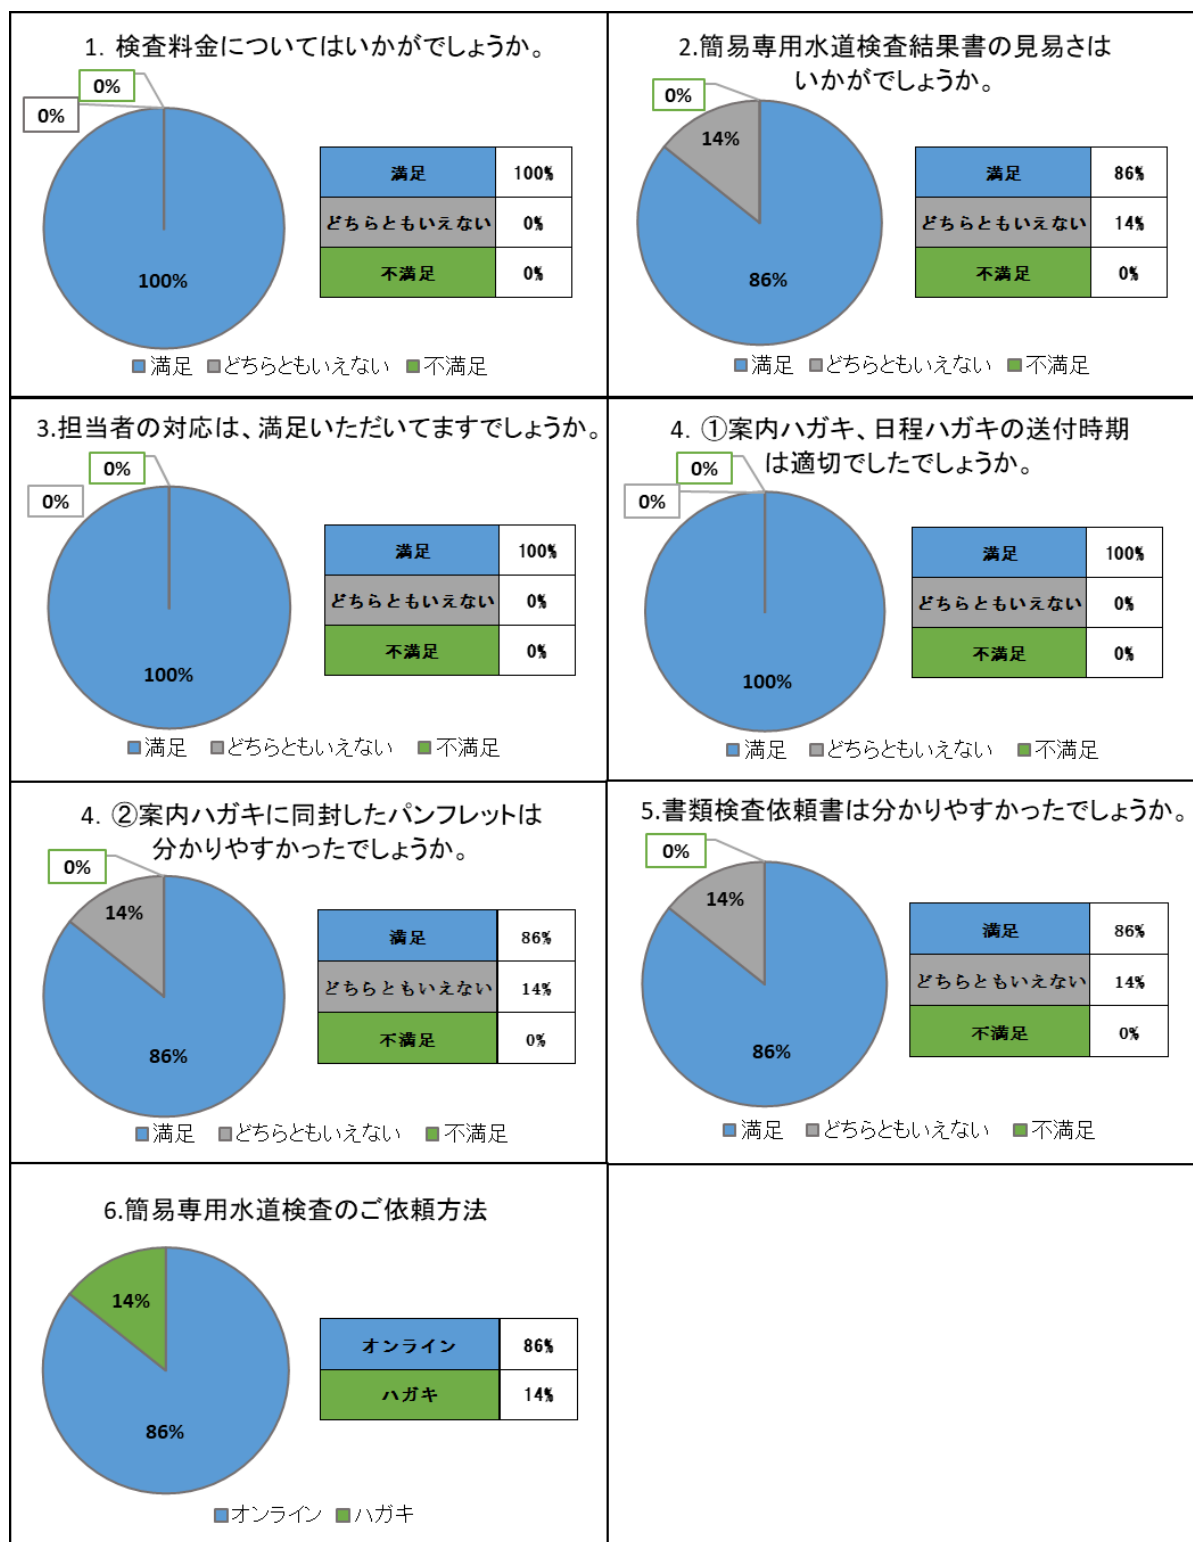 1. 検査料金についてはいかがでしょうか。
0%
0%
100%
満足 100%
どちらともいえない 0%
不満足 0%
満足 どちらともいえない 不満足
2.簡易専用水道検査結果書の見易さは
いかがでしょうか。
0%
14%
86%
満足 86%
どちらともいえない 14%
不満足 0%
満足 どちらともいえない 不満足
3.担当者の対応は、満足いただいてますでしょうか。
0%
0%
100%
満足 100%
どちらともいえない 0%
不満足 0%
満足 どちらともいえない 不満足
4. ①案内ハガキ、日程ハガキの送付時期
は適切でしたでしょうか。
0%
0%
100%
満足 100%
どちらともいえない 0%
不満足 0%
満足 どちらともいえない 不満足
4. ②案内ハガキに同封したパンフレットは
分かりやすかったでしょうか。
0%
14%
86%
満足 86%
どちらともいえない 14%
不満足 0%
満足 どちらともいえない 不満足
5.書類検査依頼書は分かりやすかったでしょうか。
0%
14%
86%
満足 86%
どちらともいえない 14%
不満足 0%
満足 どちらともいえない 不満足
6.簡易専用水道検査のご依頼方法
14%
86%
オンライン 86%
ハガキ 14%
オンライン ハガキ